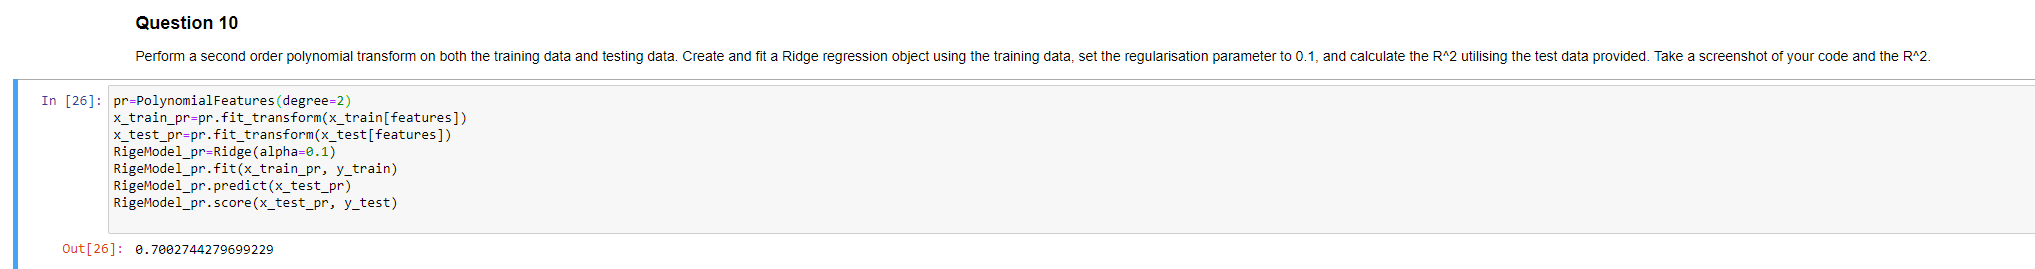 Question 10
Perform a second order polynomial transform on both the training data and testing data. Create and fit a Ridge regression object using the training data, set the regularisation parameter to 0.1, and calculate the R^2 utilising the test data provided. Take a screenshot of your code and the R^2.
In [26]: pr=PolynomialFeatures(degree=2)
x_train_pr=pr.fit_transform(x_train[features])
x_test_pr=pr.fit_transform(x_test[features])
RigeModel_pr=Ridge(alpha=0.1)
RigeModel_pr.fit(x_train_pr, y_train)
RigeModel_pr.predict(x_test_pr)
RigeModel_pr.score(x_test_pr, y_test)
Out[26]: 0.7002744279699229